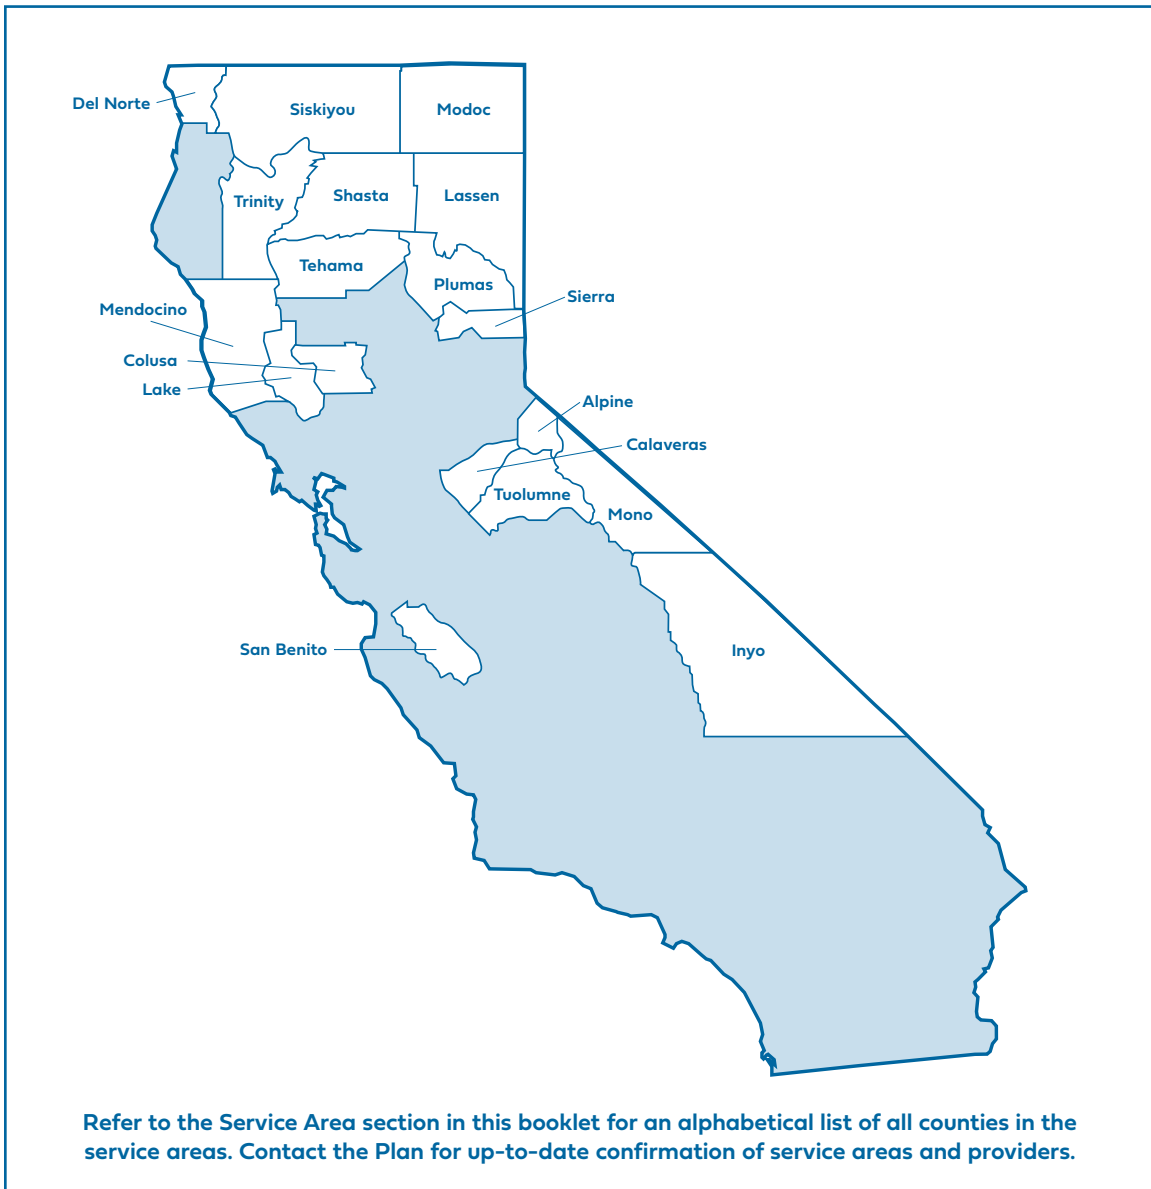 Del Norte
Siskiyou
Modoc
Trinity
Shasta
Lassen
Tehama
Plumas
Sierra
Mendocino
Colusa
Lake
Alpine
Calaveras
Tuolumne
Mono
San Benito
Inyo
Refer to the Service Area section in this booklet for an alphabetical list of all counties in the
service areas. Contact the Plan for up-to-date confirmation of service areas and providers.